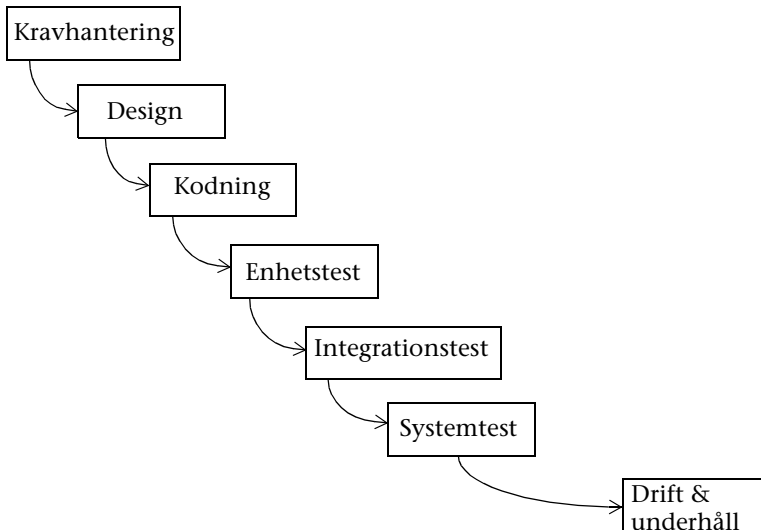 Kravhantering
Design
Kodning
Enhetstest
Integrationstest
Systemtest
Drift &
underhåll